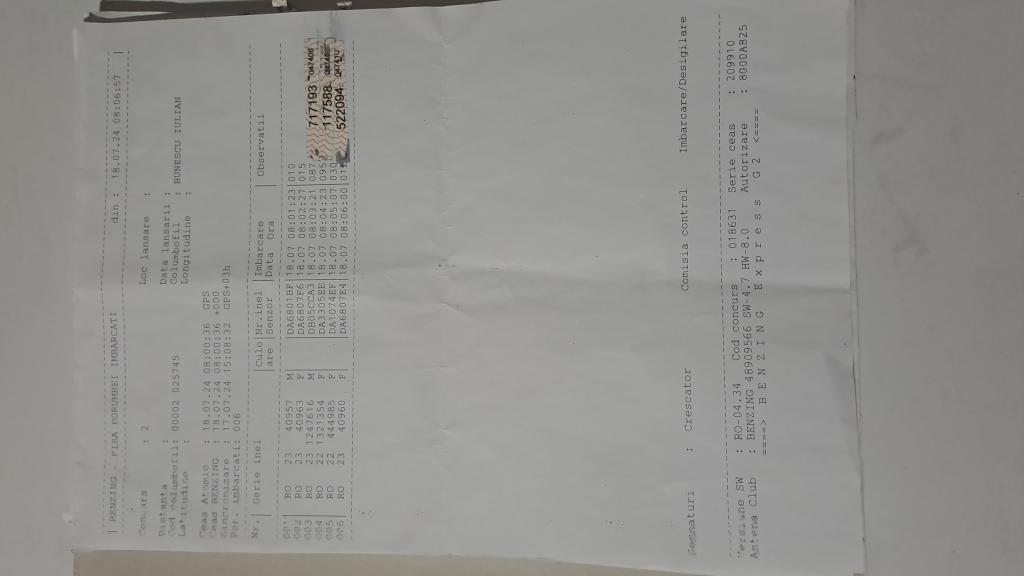 | BENZING - FISA PORUMBEI IMBARCATI din : 18.07.24 08:06:57 |
Concurs : 2 Loc lansare :
Distanta : Data lansarii :
Cod columbofil: 00002 025745 Columbofil : BUNESCU IULIAN
Latitudine : Longitudine :
Ceas Atomic : 18.07.24 08:00:36 GPS
Ceas BENZING : 18.07.24 08:00:36 +000
Sincronizare : 17.07.24 15:08:32 GPS+03h
Por. imbarcati: 006
Nr.| Serie inel |Culo|Nr.inel |Imbarcare | Observatii
|are |Senzor |Data Ora |
001 RO 23 40957 M |DA6801BF|18.07 08:01:23|010
002 RO 23 40963 F |DA6807F6|18.07 08:02:27|015
003 RO 23 1247616 M |DB05CCA3|18.07 08:03:21|087 717193 047408
004 RO 22 1321354 F |DA3305EE|18.07 08:04:23|095 117588
005 RO 22 444985 F |DA1074EF|18.07 08:05:07|030 522094
006 RO 23 40960 F |DA6807E4|18.07 08:06:00|01
Semnaturi : Crescator Comisia control Imbarcare/Desigilare
Versiune SW : RO-04.34 Cod concurs : 018631 Serie ceas : 209910
Antena Club : BENZING 48909566 SW-4.7 HW-8.0 Autorizare : 8000A825
====> B E N Z I N G E x p r e s s G 2 <====